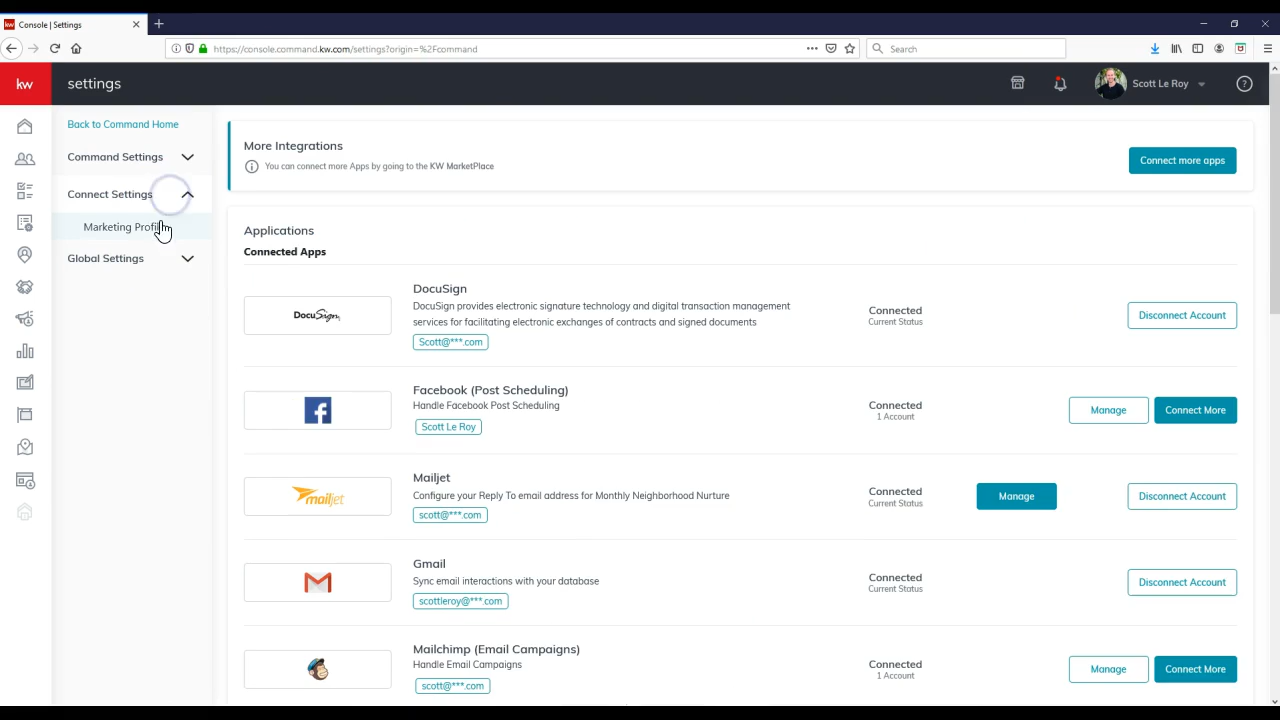 Console | Settings
https://console.command.kw.com/settings?origin=%2Fcommand
Search
kw
settings
Scott Le Roy
Back to Command Home
Command Settings
Connect Settings
Marketing Profile
Global Settings
More Integrations
You can connect more Apps by going to the KW MarketPlace
Connect more apps
Applications
Connected Apps
DocuSign
DocuSign
DocuSign provides electronic signature technology and digital transaction management
services for facilitating electronic exchanges of contracts and signed documents
Scott@***.com
Connected
Current Status
Disconnect Account
Facebook (Post Scheduling)
Handle Facebook Post Scheduling
Scott Le Roy
Connected
1 Account
Manage
Connect More
mailjet
Mailjet
Configure your Reply To email address for Monthly Neighborhood Nurture
scott@***.com
Connected
Current Status
Manage
Disconnect Account
Gmail
Sync email interactions with your database
scottleroy@***.com
Connected
Current Status
Disconnect Account
Mailchimp (Email Campaigns)
Handle Email Campaigns
scott@***.com
Connected
1 Account
Manage
Connect More